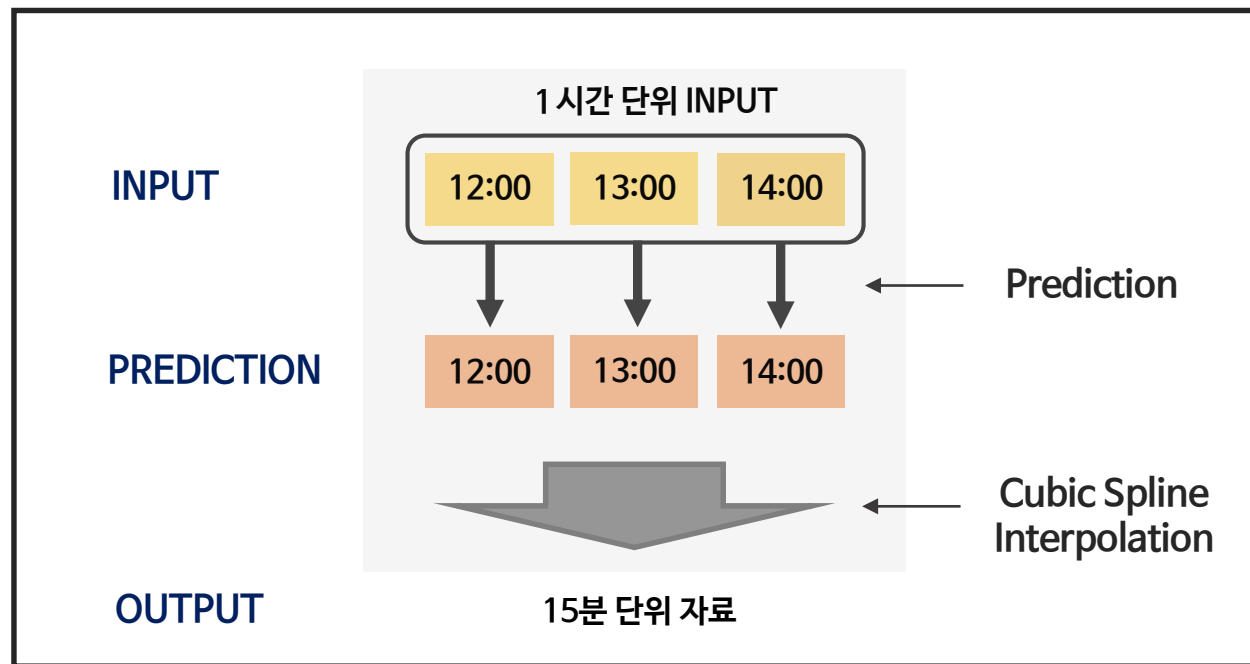 1시간 단위 INPUT
INPUT
12:00 13:00 14:00
Prediction
PREDICTION
12:00 13:00 14:00
Cubic Spline
Interpolation
OUTPUT
15분 단위 자료